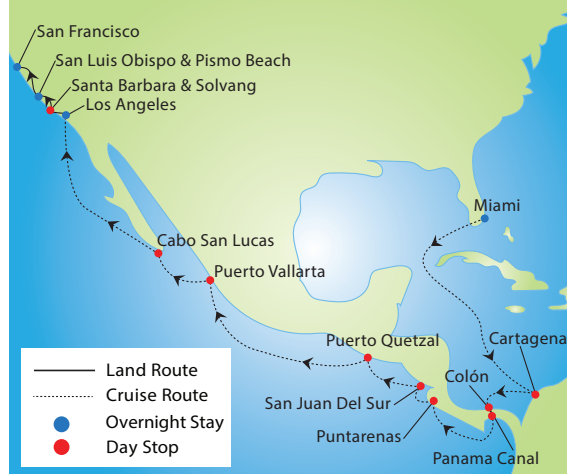 San Francisco
San Luis Obispo & Pismo Beach
Santa Barbara & Solvang
Los Angeles
Miami
Cabo San Lucas
Puerto Vallarta
Puerto Quetzal
Cartagena
Colón
San Juan Del Sur
Puntarenas
Panama Canal
Land Route
Cruise Route
Overnight Stay
Day Stop